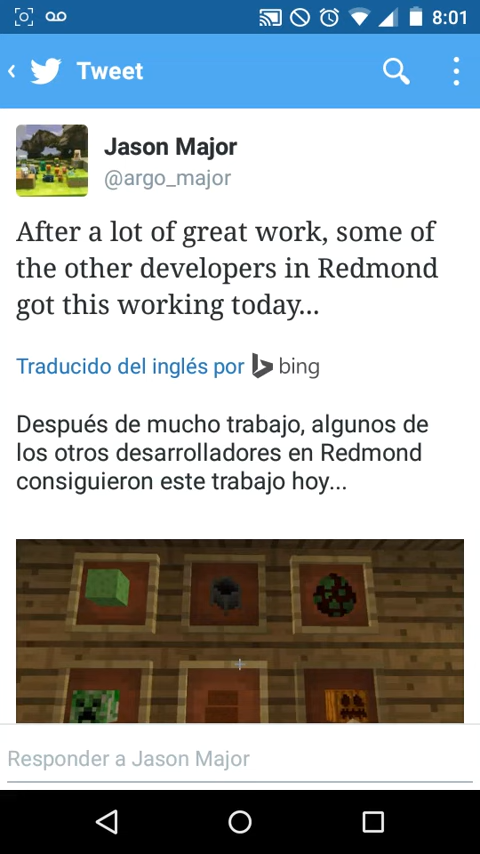 8:01
Tweet
Jason Major
@argo_major
After a lot of great work, some of
the other developers in Redmond
got this working today...
Traducido del inglés por bing
Después de mucho trabajo, algunos de
los otros desarrolladores en Redmond
consiguieron este trabajo hoy...
Responder a Jason Major